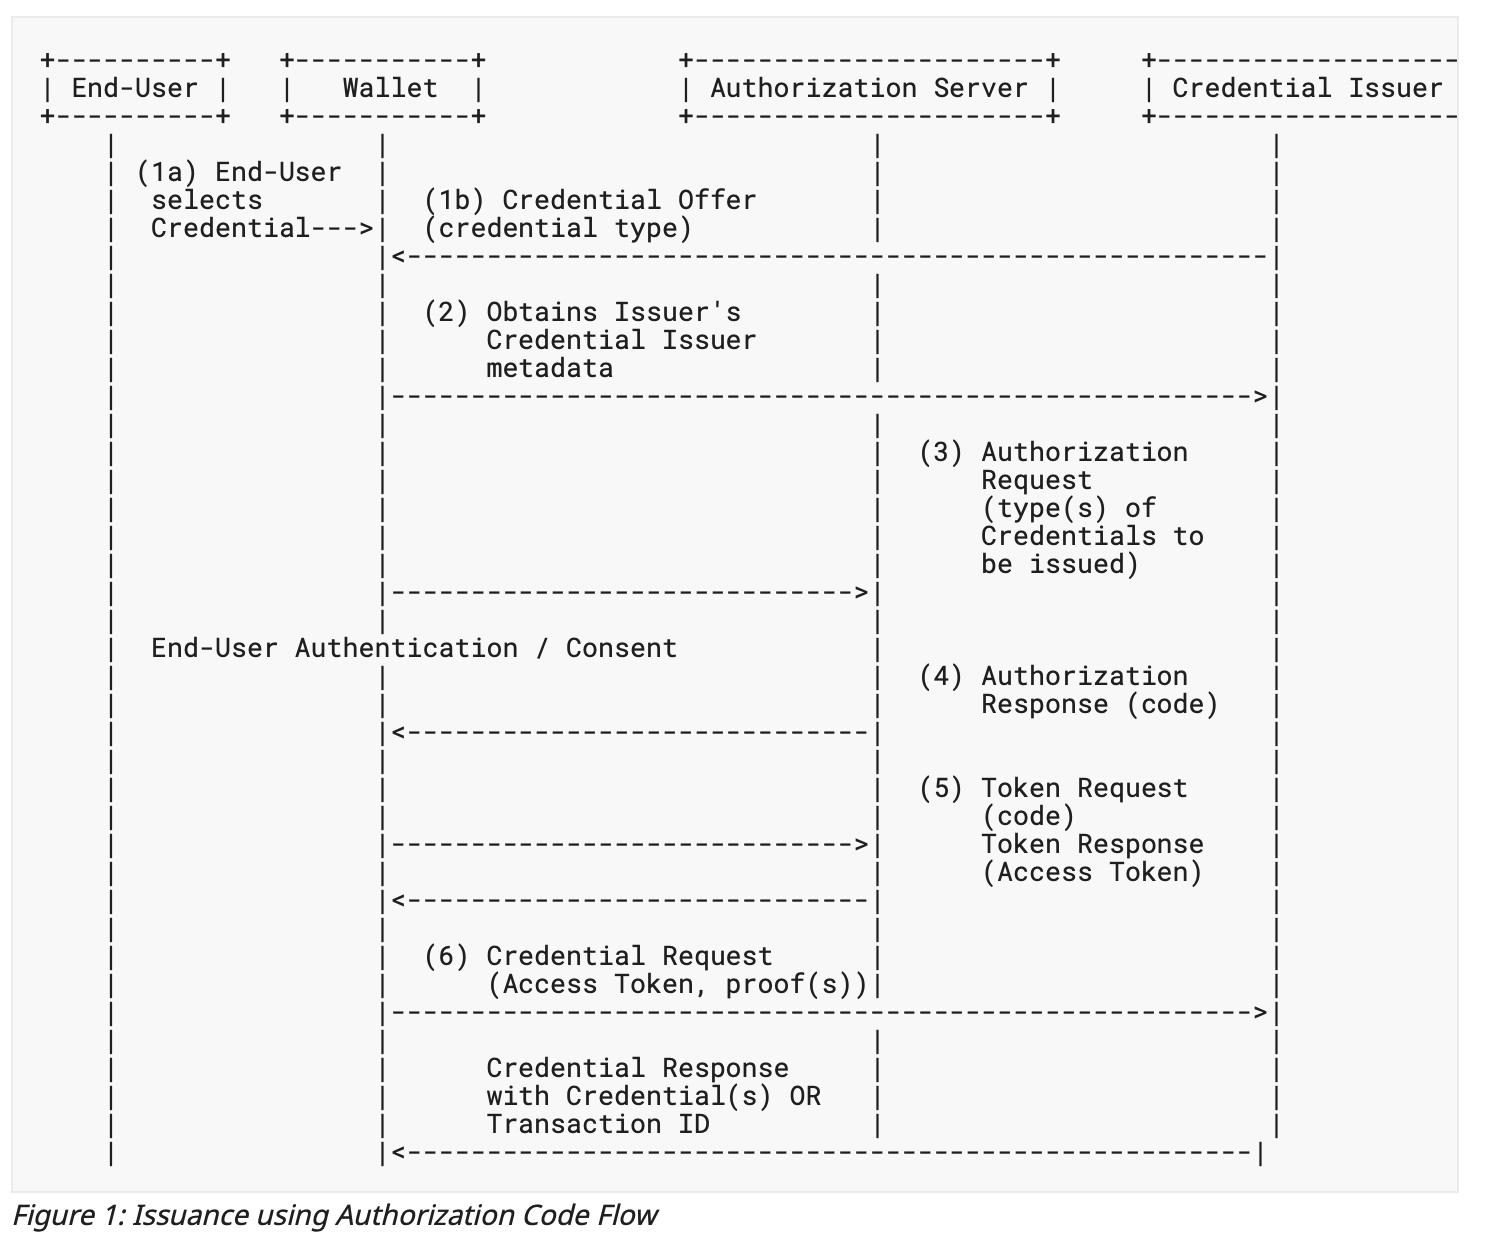 End-User Wallet Authorization Server Credential Issuer
(1a) End-User
selects
Credential--->
(1b) Credential Offer
(credential type)
(2) Obtains Issuer's
Credential Issuer
metadata
(3) Authorization
Request
(type(s) of
Credentials to
be issued)
End-User Authentication / Consent
(4) Authorization
Response (code)
(5) Token Request
(code)
Token Response
(Access Token)
(6) Credential Request
(Access Token, proof(s))
Credential Response
with Credential(s) OR
Transaction ID
Figure 1: Issuance using Authorization Code Flow